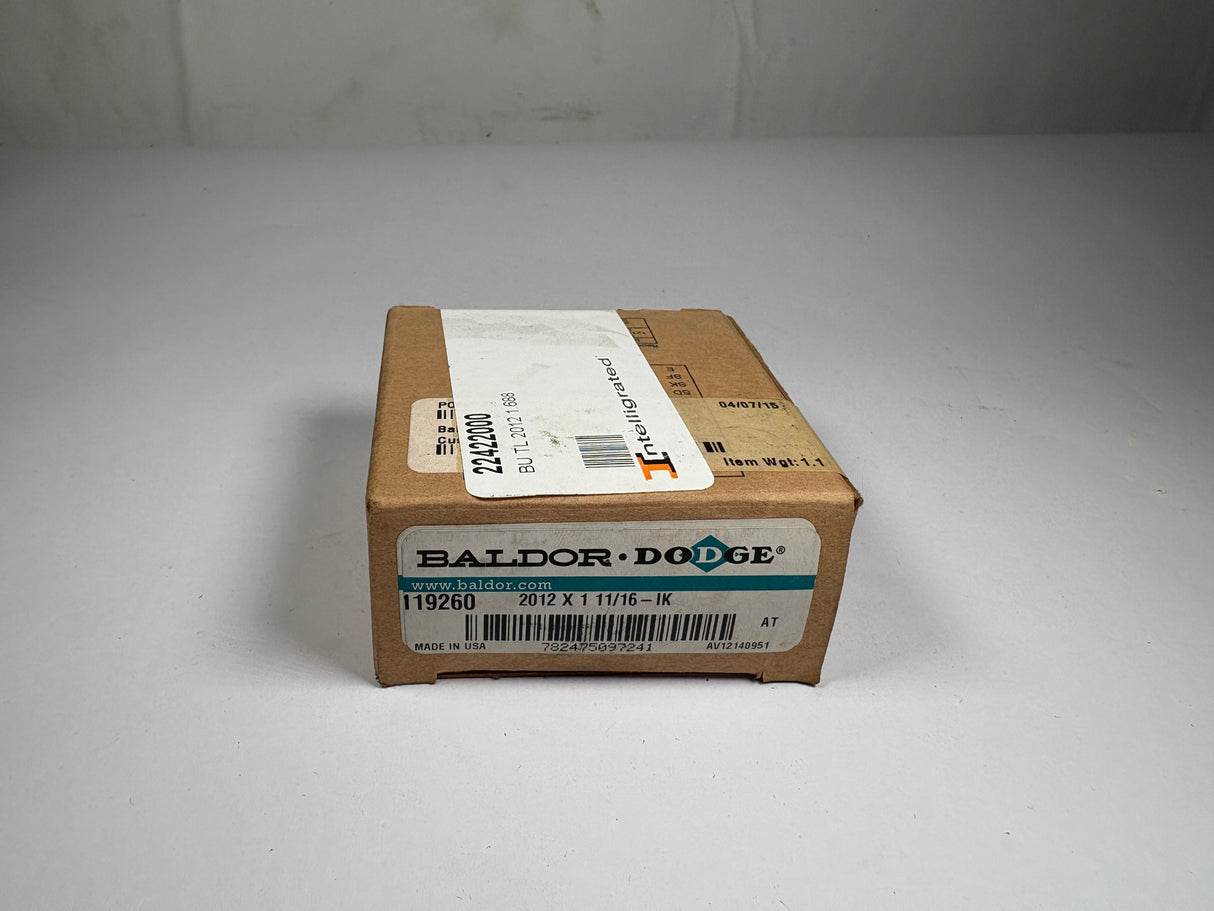 04/07/15
Item Wgt: 1.1
22422000
BU TL 2012 1.688
Intelligrated
BALDOR • DODGE®
www.baldor.com
119260 2012 X 1 11/16 – IK
AT
MADE IN USA 782475097241 AV12140951